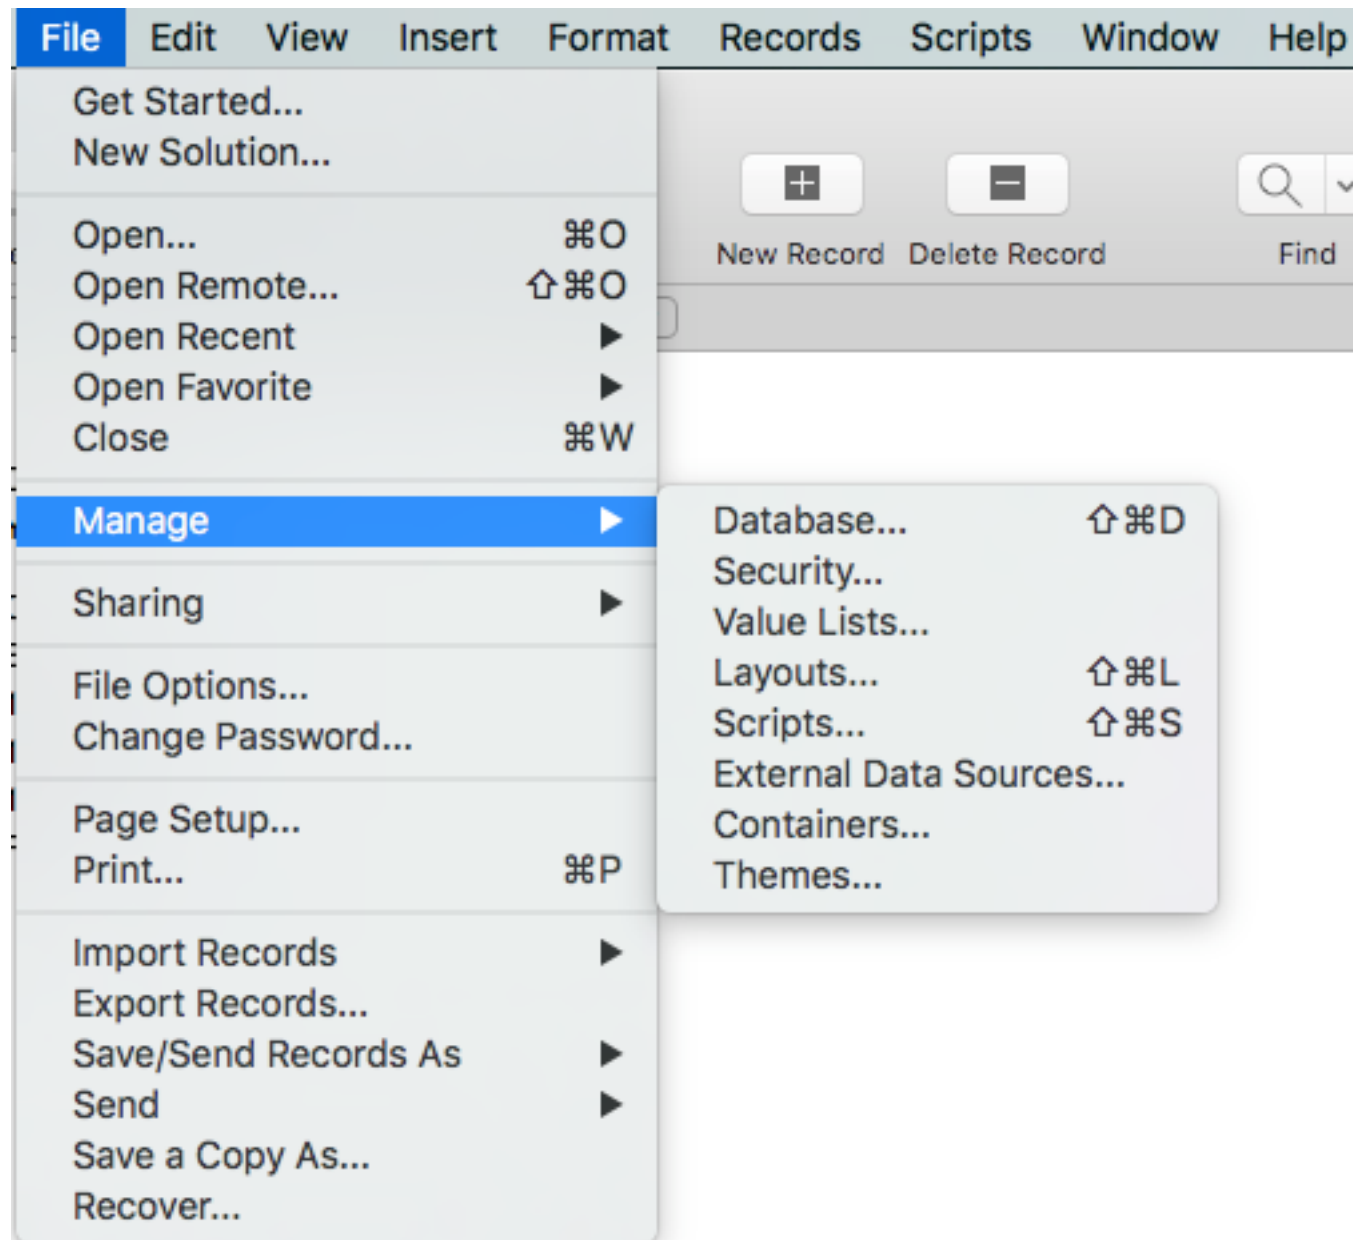 File Edit View Insert Format Records Scripts Window Help
Get Started...
New Solution...
Open... ⌘O
Open Remote... ⇧⌘O
Open Recent ▶
Open Favorite ▶
Close ⌘W
Manage ▶
Sharing ▶
File Options...
Change Password...
Page Setup...
Print... ⌘P
Import Records ▶
Export Records...
Save/Send Records As ▶
Send ▶
Save a Copy As...
Recover...
Database... ⇧⌘D
Security...
Value Lists...
Layouts... ⇧⌘L
Scripts... ⇧⌘S
External Data Sources...
Containers...
Themes...
New Record Delete Record Find